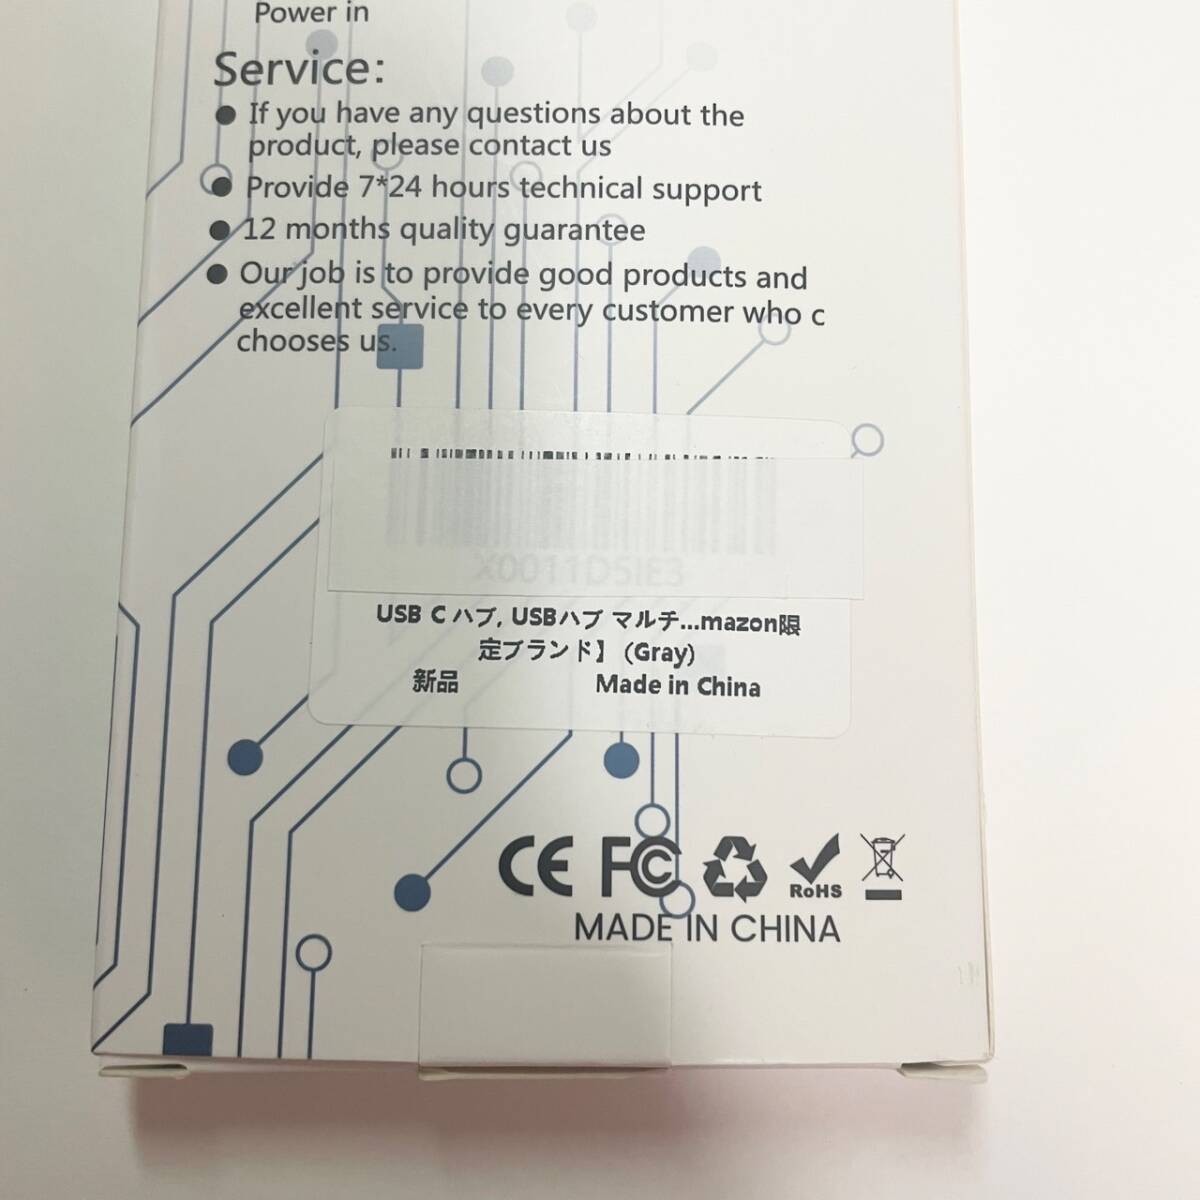 Power in
Service:
● If you have any questions about the
product, please contact us
● Provide 7*24 hours technical support
● 12 months quality guarantee
● Our job is to provide good products and
excellent service to every customer who c
chooses us.
X0011D5IE3
USB C ハブ, USBハブ マルチ...mazon限
定ブランド】 (Gray)
新品 Made in China
CE FC RoHS
MADE IN CHINA